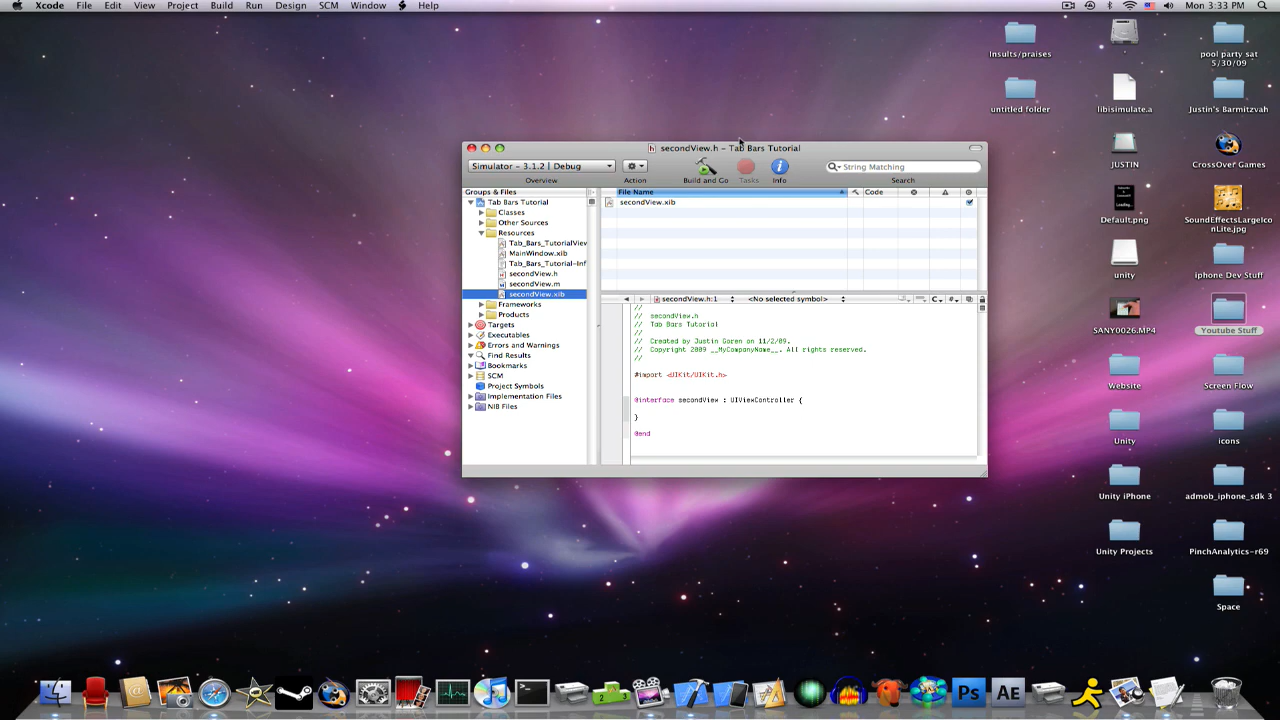 Xcode File Edit View Project Build Run Design SCM Window Help Mon 3:33 PM
Insults/praises
pool party sat
5/30/09
untitled folder
libisimulate.a
Justin's Barmitzvah
JUSTIN
CrossOver Games
Default.png
SoundEffectsLargeIco
nLite.jpg
unity
iphone Dev Stuff
SANY0026.MP4
Youtube Stuff
Website
Screen Flow
Unity
icons
Unity iPhone
admob_iphone_sdk 3
Unity Projects
PinchAnalytics-r69
Space
secondView.h - Tab Bars Tutorial
Simulator - 3.1.2 | Debug
String Matching
Overview Action Build and Go Tasks Info Search
Groups & Files
Tab Bars Tutorial
Classes
Other Sources
Resources
Tab_Bars_TutorialView
MainWindow.xib
Tab_Bars_Tutorial-Inf
secondView.h
secondView.m
secondView.xib
Frameworks
Products
Targets
Executables
Errors and Warnings
Find Results
Bookmarks
SCM
Project Symbols
Implementation Files
NIB Files
File Name Code
secondView.xib
secondView.h:1 <No selected symbol>
//
// secondView.h
// Tab Bars Tutorial
//
// Created by Justin Goren on 11/2/09.
// Copyright 2009 __MyCompanyName__. All rights reserved.
//
#import <UIKit/UIKit.h>
@interface secondView : UIViewController {
}
@end
Ps AE